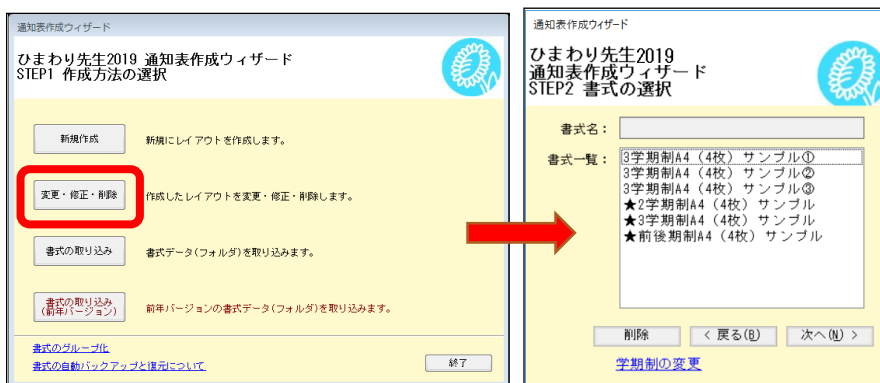 通知表作成ウィザード
ひまわり先生2019 通知表作成ウィザード
STEP1 作成方法の選択
新規作成
新規にレイアウトを作成します。
変更・修正・削除
作成したレイアウトを変更・修正・削除します。
書式の取り込み
書式データ(フォルダ)を取り込みます。
書式の取り込み
(前年バージョン)
前年バージョンの書式データ(フォルダ)を取り込みます。
書式のグループ化
書式の自動バックアップと復元について
終了
通知表作成ウィザード
ひまわり先生2019
通知表作成ウィザード
STEP2 書式の選択
書式名：
書式一覧：
3学期制A4（4枚）サンプル①
3学期制A4（4枚）サンプル②
3学期制A4（4枚）サンプル③
★2学期制A4（4枚）サンプル
★3学期制A4（4枚）サンプル
★前後期制A4（4枚）サンプル
削除
< 戻る(B)
次へ(N) >
学期制の変更